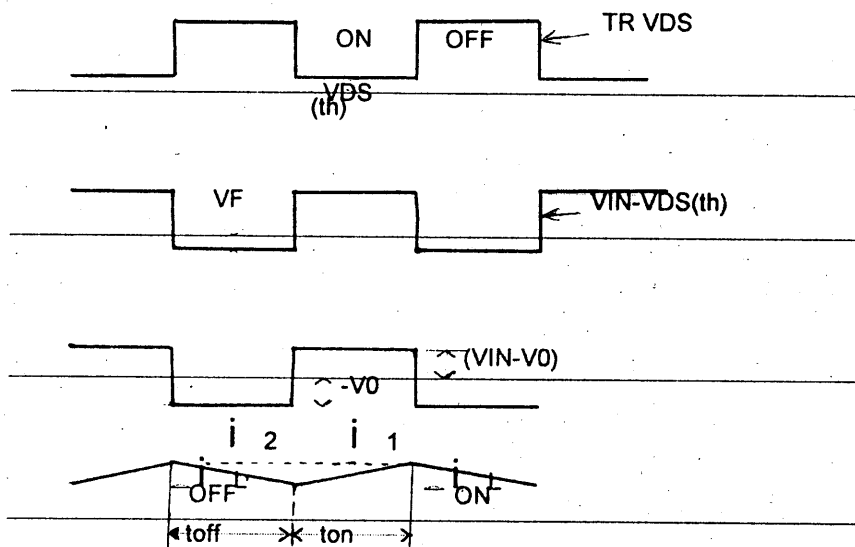 ON OFF TR VDS
VDS
(th)
VF VIN-VDS(th)
(VIN-V0)
-V0
i 2 i 1
OFF ON
toff ton